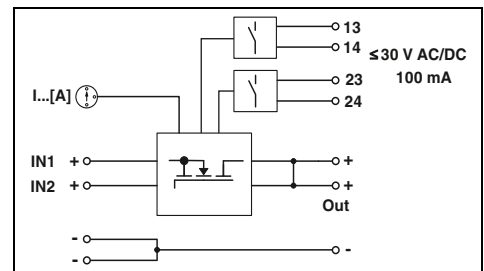 13
14
≤ 30 V AC/DC
100 mA
23
24
I...[A]
IN1 +
IN2 +
+
+
Out
-
-
-